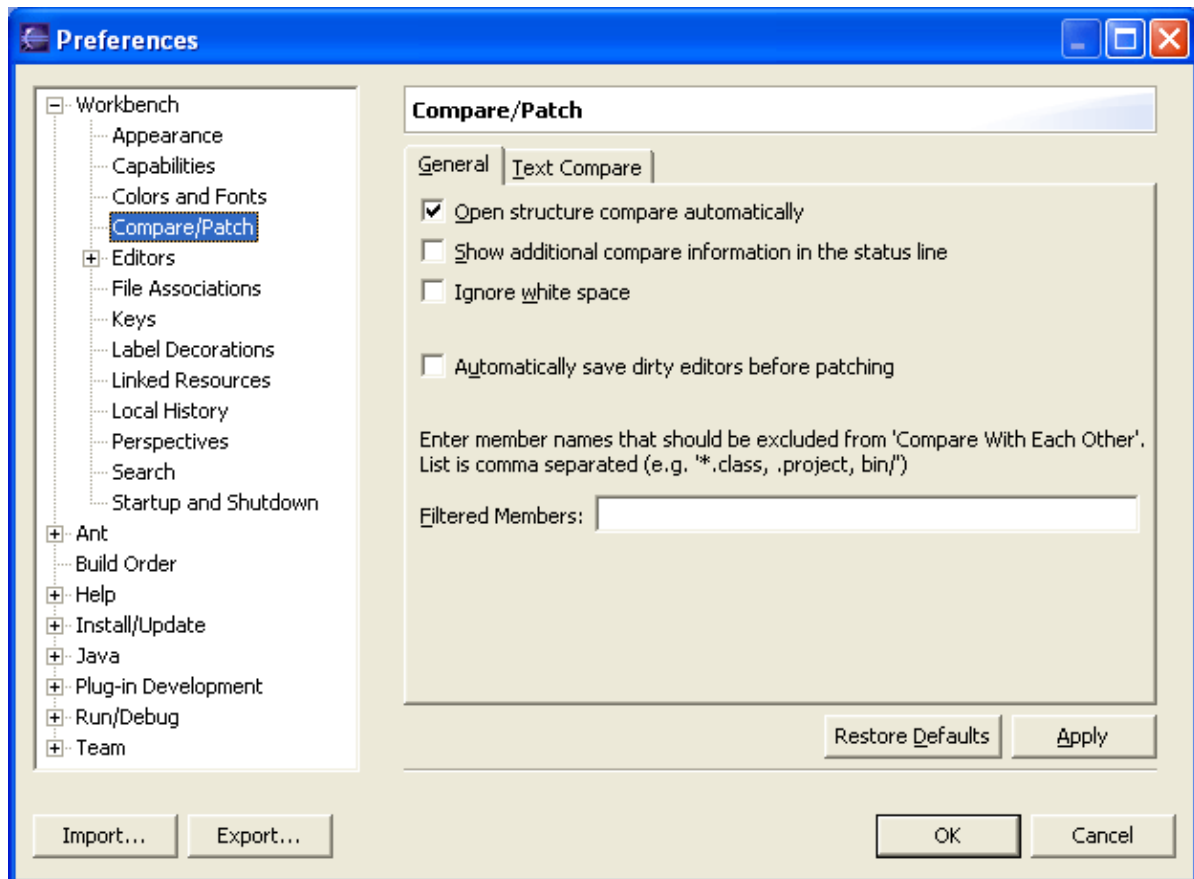 Preferences
Workbench
Appearance
Capabilities
Colors and Fonts
Compare/Patch
Editors
File Associations
Keys
Label Decorations
Linked Resources
Local History
Perspectives
Search
Startup and Shutdown
Ant
Build Order
Help
Install/Update
Java
Plug-in Development
Run/Debug
Team
Compare/Patch
General
Text Compare
Open structure compare automatically
Show additional compare information in the status line
Ignore white space
Automatically save dirty editors before patching
Enter member names that should be excluded from 'Compare With Each Other'.
List is comma separated (e.g. '*.class, .project, bin/')
Filtered Members:
Restore Defaults
Apply
Import...
Export...
OK
Cancel